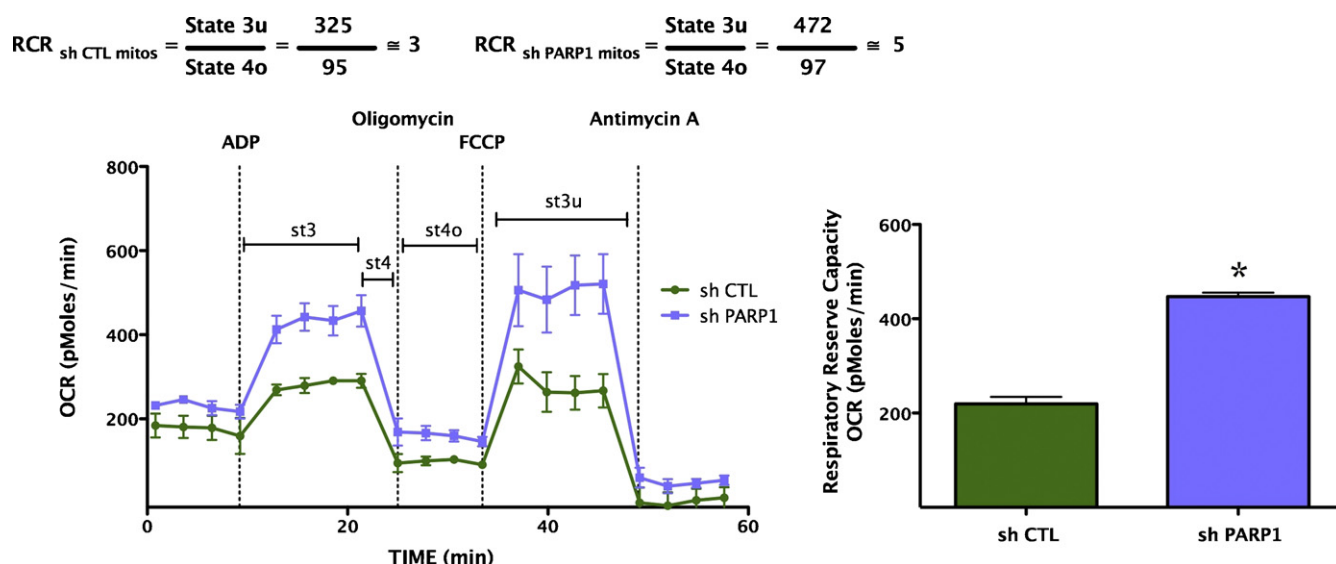 RCR sh CTL mitos = State 3u / State 4o = 325 / 95 ≅ 3
RCR sh PARP1 mitos = State 3u / State 4o = 472 / 97 ≅ 5
Oligomycin
Antimycin A
ADP
FCCP
800
600
400
200
OCR (pMoles/min)
st3
st4
st4o
st3u
sh CTL
sh PARP1
0
20
40
60
TIME (min)
Respiratory Reserve Capacity
OCR (pMoles/min)
600
400
200
*
sh CTL
sh PARP1